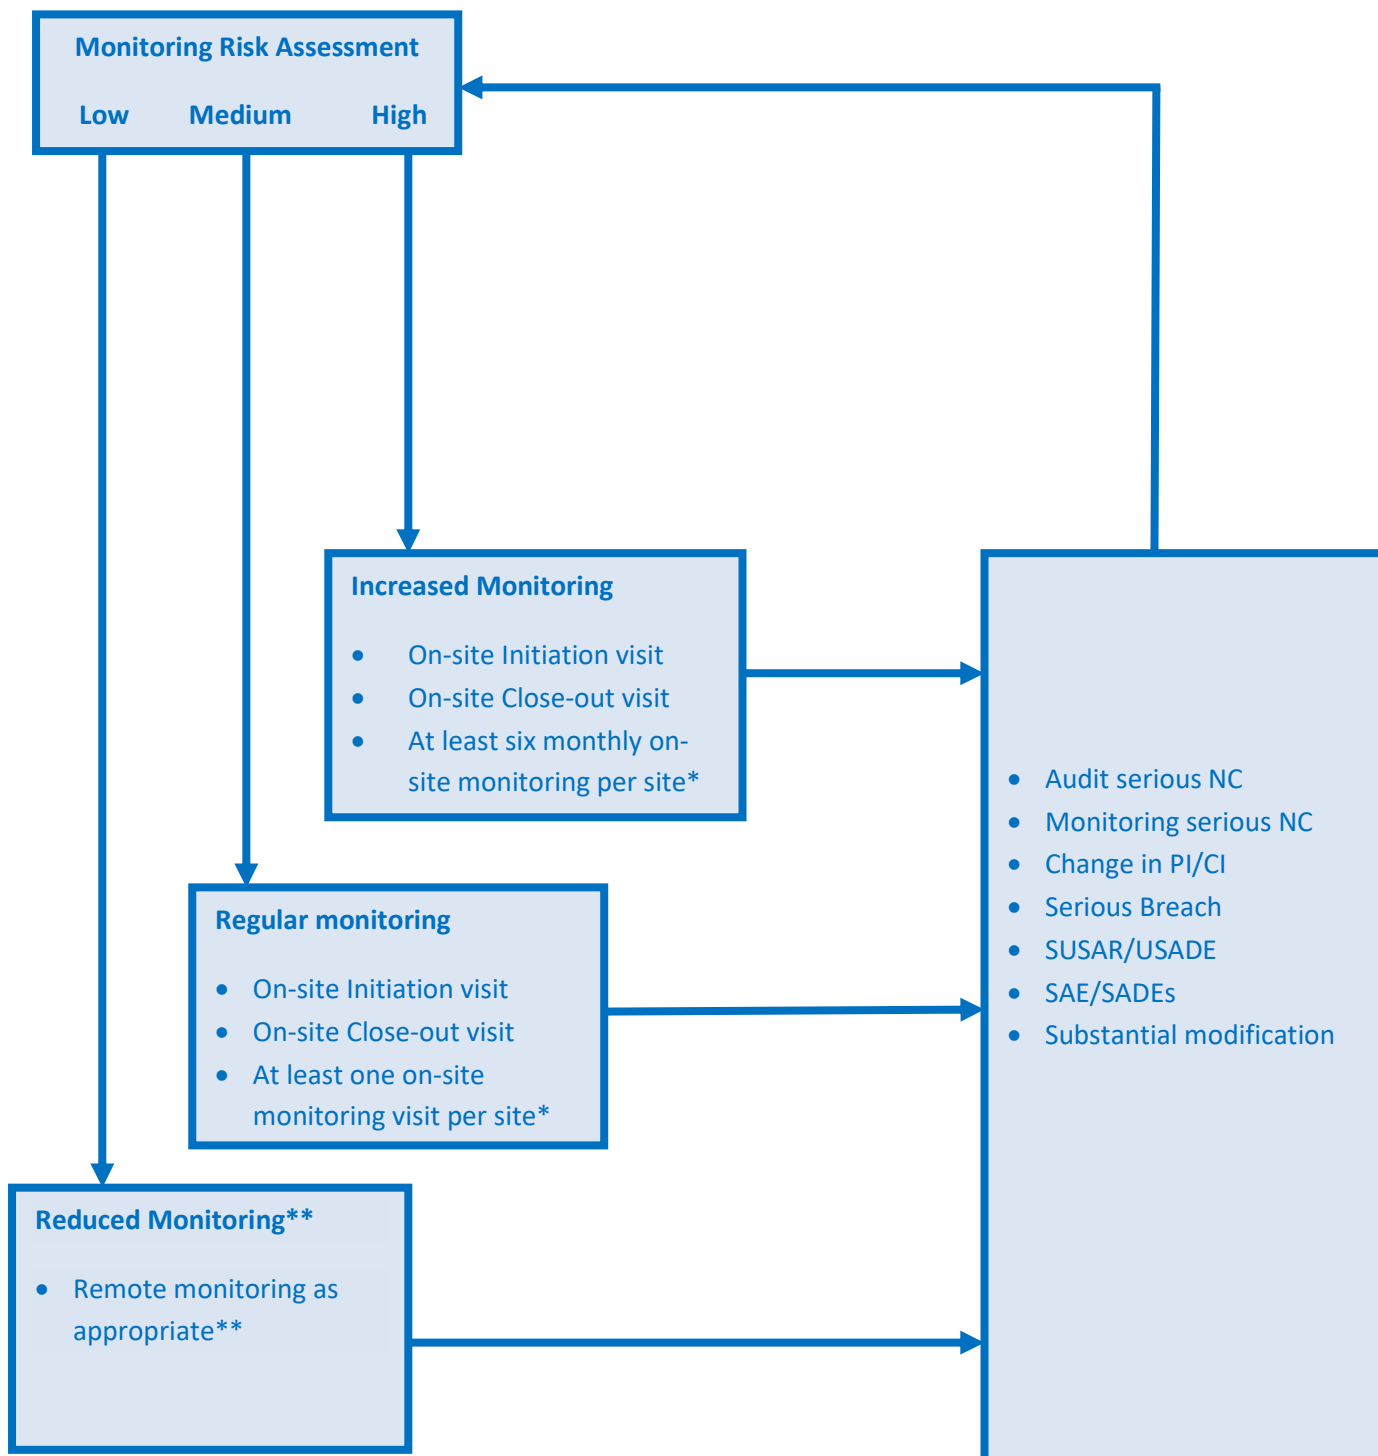 Monitoring Risk Assessment
Low Medium High
Increased Monitoring
• On-site Initiation visit
• On-site Close-out visit
• At least six monthly on-
site monitoring per site*
• Audit serious NC
• Monitoring serious NC
• Change in PI/CI
• Serious Breach
• SUSAR/USADE
• SAE/SADEs
• Substantial modification
Regular monitoring
• On-site Initiation visit
• On-site Close-out visit
• At least one on-site
monitoring visit per site*
Reduced Monitoring**
• Remote monitoring as
appropriate**